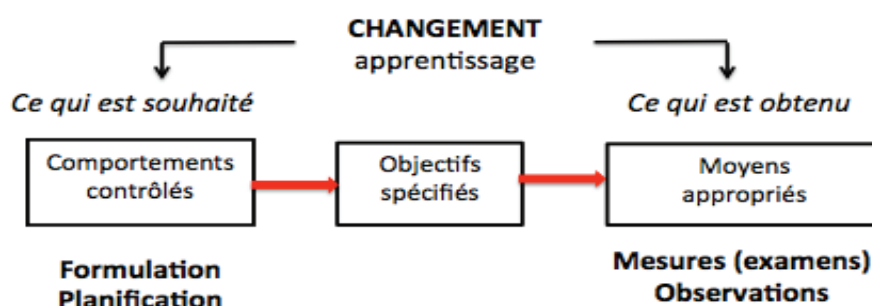 CHANGEMENT
apprentissage
Ce qui est souhaité
Ce qui est obtenu
Comportements
contrôlés
Objectifs
spécifiés
Moyens
appropriés
Formulation
Planification
Mesures (examens)
Observations